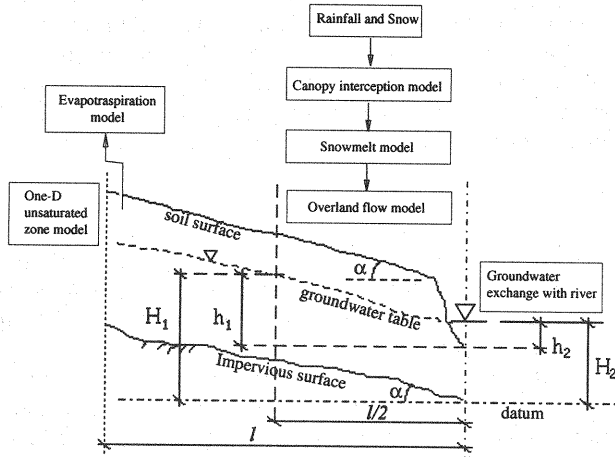 Rainfall and Snow
Canopy interception model
Evapotraspiration
model
Snowmelt model
One-D
unsaturated
zone model
Overland flow model
soil surface
α
Groundwater
exchange with river
groundwater table
H1
h1
h2
H2
Impervious surface
α
l/2
datum
l